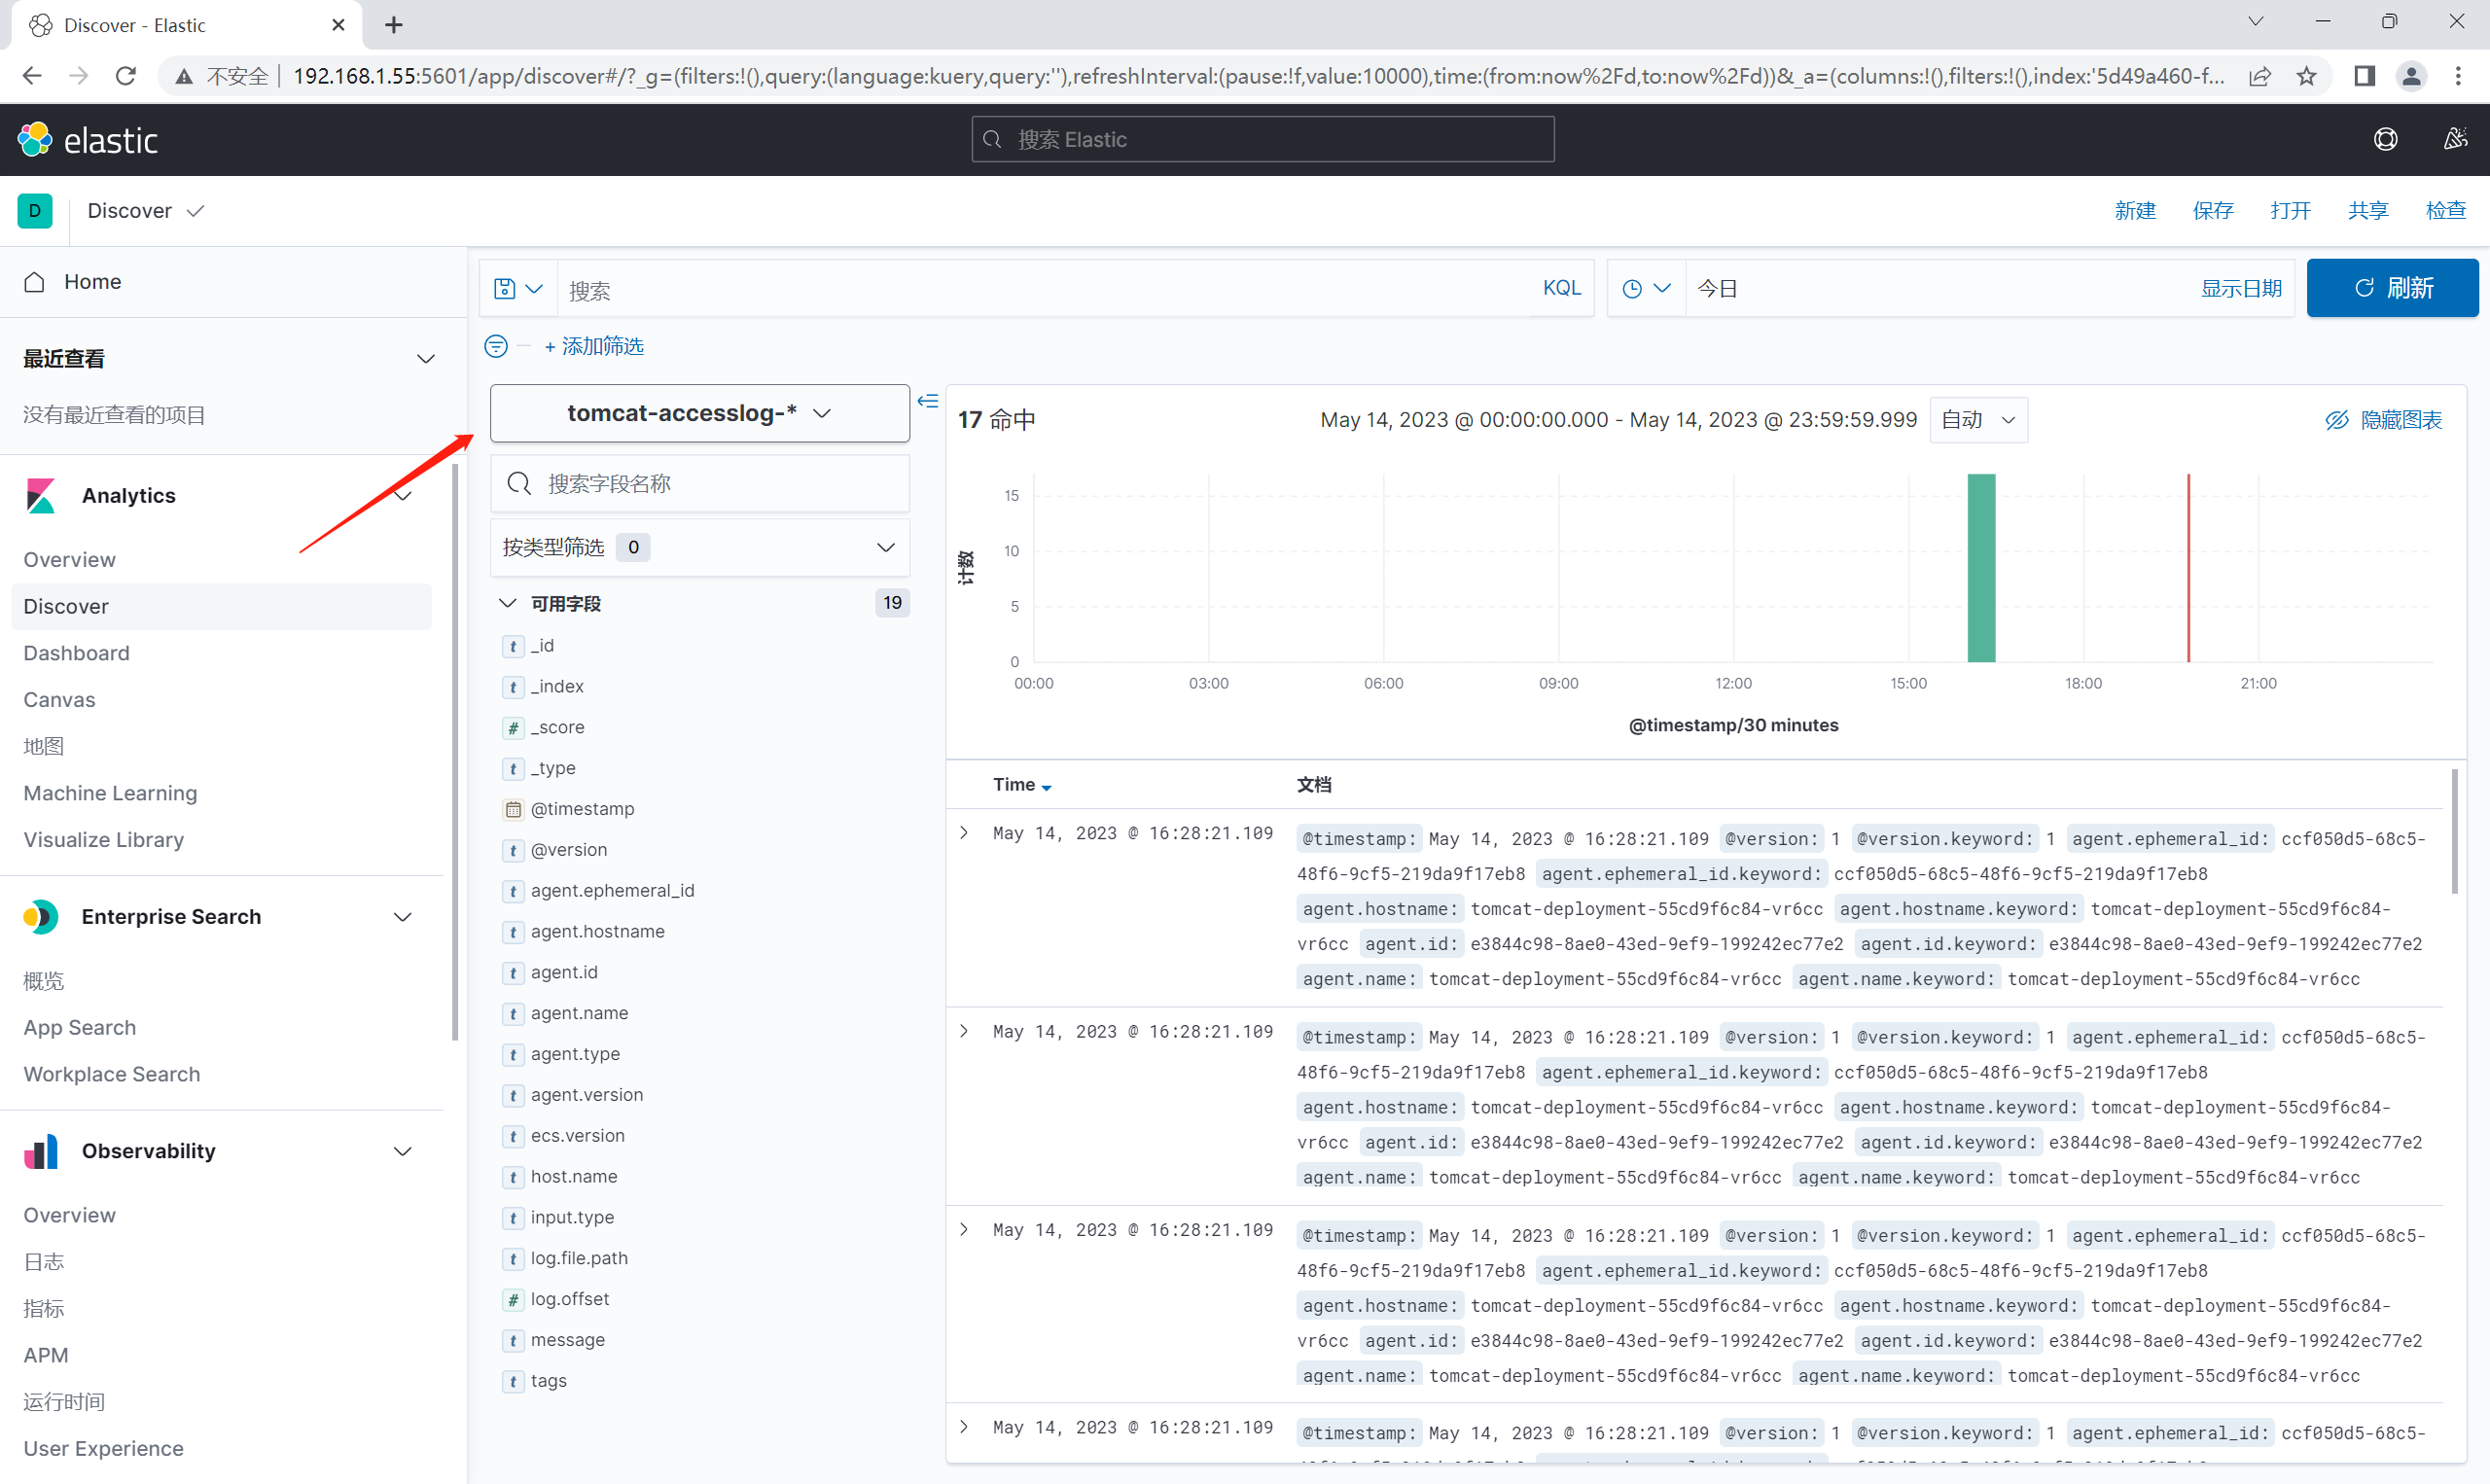 Discover - Elastic
不安全 192.168.1.55:5601/app/discover#/?_g=(filters:!(),query:(language:kuery,query:''),refreshInterval:(pause:!f,value:10000),time:(from:now%2Fd,to:now%2Fd))&_a=(columns:!(),filters:!(),index:'5d49a460-f...
elastic
搜索 Elastic
D Discover
新建 保存 打开 共享 检查
Home
最近查看
没有最近查看的项目
Analytics
Overview
Discover
Dashboard
Canvas
地图
Machine Learning
Visualize Library
Enterprise Search
概览
App Search
Workplace Search
Observability
Overview
日志
指标
APM
运行时间
User Experience
搜索 KQL
今日 显示日期
刷新
+ 添加筛选
tomcat-accesslog-*
搜索字段名称
按类型筛选 0
可用字段 19
t _id
t _index
# _score
t _type
@timestamp
t @version
t agent.ephemeral_id
t agent.hostname
t agent.id
t agent.name
t agent.type
t agent.version
t ecs.version
t host.name
t input.type
t log.file.path
# log.offset
t message
t tags
17 命中
May 14, 2023 @ 00:00:00.000 - May 14, 2023 @ 23:59:59.999 自动
隐藏图表
计数
15
10
5
0
00:00 03:00 06:00 09:00 12:00 15:00 18:00 21:00
@timestamp/30 minutes
Time 文档
May 14, 2023 @ 16:28:21.109 @timestamp: May 14, 2023 @ 16:28:21.109 @version: 1 @version.keyword: 1 agent.ephemeral_id: ccf050d5-68c5-
48f6-9cf5-219da9f17eb8 agent.ephemeral_id.keyword: ccf050d5-68c5-48f6-9cf5-219da9f17eb8
agent.hostname: tomcat-deployment-55cd9f6c84-vr6cc agent.hostname.keyword: tomcat-deployment-55cd9f6c84-
vr6cc agent.id: e3844c98-8ae0-43ed-9ef9-199242ec77e2 agent.id.keyword: e3844c98-8ae0-43ed-9ef9-199242ec77e2
agent.name: tomcat-deployment-55cd9f6c84-vr6cc agent.name.keyword: tomcat-deployment-55cd9f6c84-vr6cc
May 14, 2023 @ 16:28:21.109 @timestamp: May 14, 2023 @ 16:28:21.109 @version: 1 @version.keyword: 1 agent.ephemeral_id: ccf050d5-68c5-
48f6-9cf5-219da9f17eb8 agent.ephemeral_id.keyword: ccf050d5-68c5-48f6-9cf5-219da9f17eb8
agent.hostname: tomcat-deployment-55cd9f6c84-vr6cc agent.hostname.keyword: tomcat-deployment-55cd9f6c84-
vr6cc agent.id: e3844c98-8ae0-43ed-9ef9-199242ec77e2 agent.id.keyword: e3844c98-8ae0-43ed-9ef9-199242ec77e2
agent.name: tomcat-deployment-55cd9f6c84-vr6cc agent.name.keyword: tomcat-deployment-55cd9f6c84-vr6cc
May 14, 2023 @ 16:28:21.109 @timestamp: May 14, 2023 @ 16:28:21.109 @version: 1 @version.keyword: 1 agent.ephemeral_id: ccf050d5-68c5-
48f6-9cf5-219da9f17eb8 agent.ephemeral_id.keyword: ccf050d5-68c5-48f6-9cf5-219da9f17eb8
agent.hostname: tomcat-deployment-55cd9f6c84-vr6cc agent.hostname.keyword: tomcat-deployment-55cd9f6c84-
vr6cc agent.id: e3844c98-8ae0-43ed-9ef9-199242ec77e2 agent.id.keyword: e3844c98-8ae0-43ed-9ef9-199242ec77e2
agent.name: tomcat-deployment-55cd9f6c84-vr6cc agent.name.keyword: tomcat-deployment-55cd9f6c84-vr6cc
May 14, 2023 @ 16:28:21.109 @timestamp: May 14, 2023 @ 16:28:21.109 @version: 1 @version.keyword: 1 agent.ephemeral_id: ccf050d5-68c5-